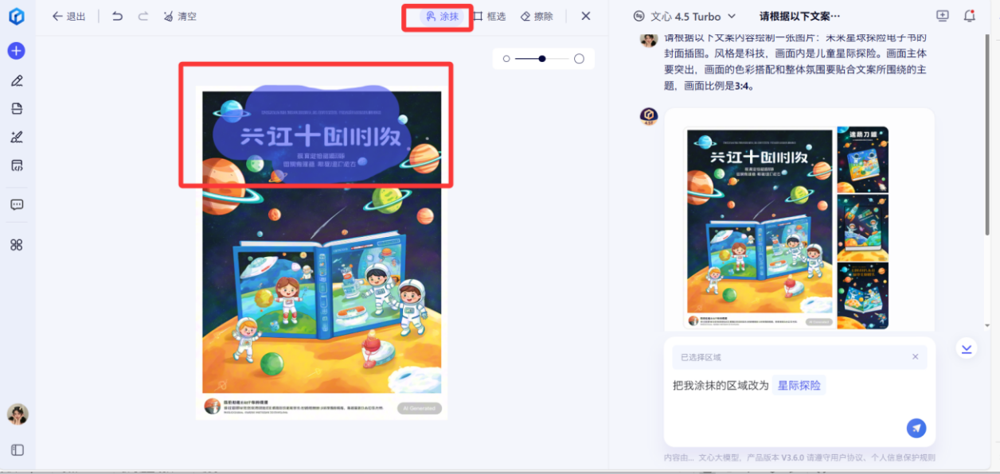 退出
清空
涂抹
框选
擦除
文心 4.5 Turbo
请根据以下文案…
请根据以下文案内容绘制一张图片：未来星球探险电子书的
封面插图。风格是科技，画面内是儿童星际探险。画面主体
要突出，画面的色彩搭配和整体氛围要贴合文案所围绕的主
题，画面比例是3:4。
AI Generated
已选择区域
把我涂抹的区域改为 星际探险
内容由... 文心大模型，产品版本 V3.6.0 请遵守用户协议、个人信息保护规则